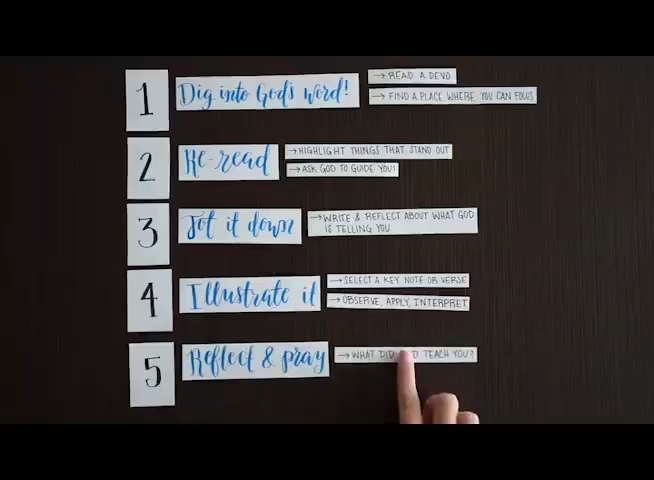 1 Dig into God's word!
→ READ A DEVO
→ FIND A PLACE WHERE YOU CAN FOCUS
2 Re-read
→ HIGHLIGHT THINGS THAT STAND OUT
→ ASK GOD TO GUIDE YOU!
3 Jot it down
→ WRITE & REFLECT ABOUT WHAT GOD
IS TELLING YOU
4 Illustrate it
→ SELECT A KEY NOTE OR VERSE
→ OBSERVE, APPLY, INTERPRET
5 Reflect & pray
→ WHAT DID TEACH YOU?